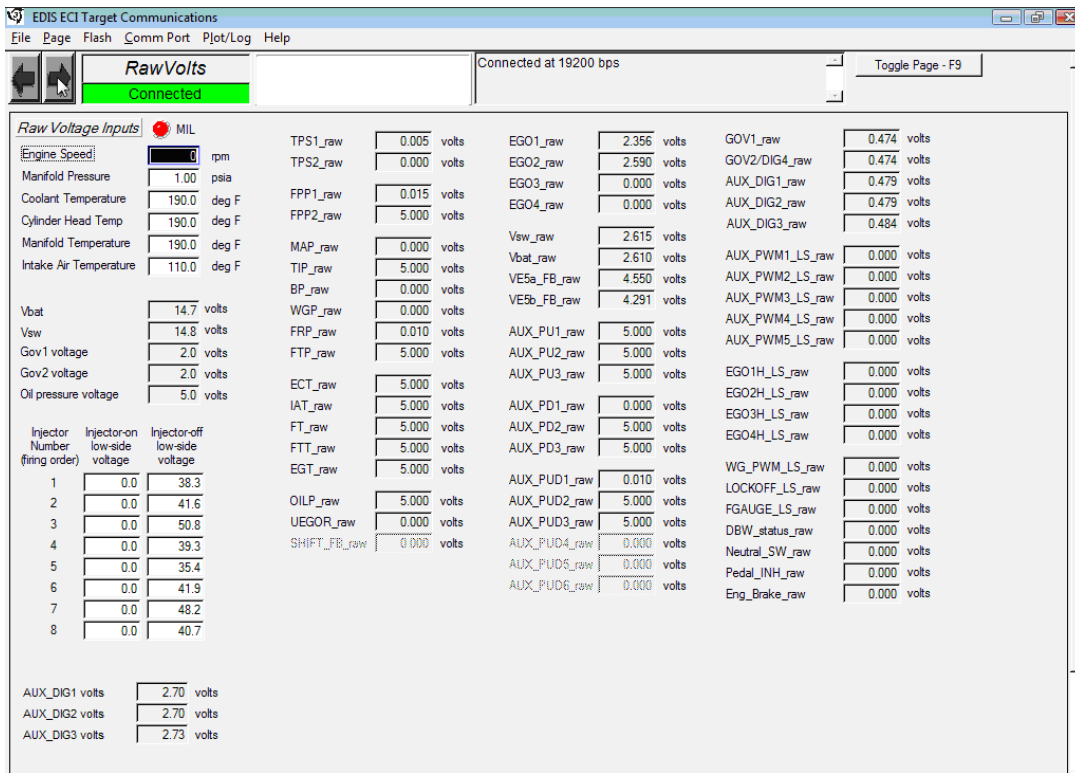 EDIS ECI Target Communications
File Page Flash Comm Port Plot/Log Help
RawVolts
Connected
Connected at 19200 bps
Toggle Page - F9
Raw Voltage Inputs MIL
Engine Speed 0 rpm
Manifold Pressure 1.00 psia
Coolant Temperature 190.0 deg F
Cylinder Head Temp 190.0 deg F
Manifold Temperature 190.0 deg F
Intake Air Temperature 110.0 deg F
Vbat 14.7 volts
Vsw 14.8 volts
Gov1 voltage 2.0 volts
Gov2 voltage 2.0 volts
Oil pressure voltage 5.0 volts
Injector Number (firing order) Injector-on low-side voltage Injector-off low-side voltage
1 0.0 38.3
2 0.0 41.6
3 0.0 50.8
4 0.0 39.3
5 0.0 35.4
6 0.0 41.9
7 0.0 48.2
8 0.0 40.7
AUX_DIG1 volts 2.70 volts
AUX_DIG2 volts 2.70 volts
AUX_DIG3 volts 2.73 volts
TPS1_raw 0.005 volts
TPS2_raw 0.000 volts
FPP1_raw 0.015 volts
FPP2_raw 5.000 volts
MAP_raw 0.000 volts
TIP_raw 5.000 volts
BP_raw 0.000 volts
WGP_raw 0.000 volts
FRP_raw 0.010 volts
FTP_raw 5.000 volts
ECT_raw 5.000 volts
IAT_raw 5.000 volts
FT_raw 5.000 volts
FTT_raw 5.000 volts
EGT_raw 5.000 volts
OILP_raw 5.000 volts
UEGOR_raw 0.000 volts
SHIFT_FB_raw 0.000 volts
EGO1_raw 2.356 volts
EGO2_raw 2.590 volts
EGO3_raw 0.000 volts
EGO4_raw 0.000 volts
Vsw_raw 2.615 volts
Vbat_raw 2.610 volts
VE5a_FB_raw 4.550 volts
VE5b_FB_raw 4.291 volts
AUX_PU1_raw 5.000 volts
AUX_PU2_raw 5.000 volts
AUX_PU3_raw 5.000 volts
AUX_PD1_raw 0.000 volts
AUX_PD2_raw 5.000 volts
AUX_PD3_raw 5.000 volts
AUX_PUD1_raw 0.010 volts
AUX_PUD2_raw 5.000 volts
AUX_PUD3_raw 5.000 volts
AUX_PUD4_raw 0.000 volts
AUX_PUD5_raw 0.000 volts
AUX_PUD6_raw 0.000 volts
GOV1_raw 0.474 volts
GOV2/DIG4_raw 0.474 volts
AUX_DIG1_raw 0.479 volts
AUX_DIG2_raw 0.479 volts
AUX_DIG3_raw 0.484 volts
AUX_PWM1_LS_raw 0.000 volts
AUX_PWM2_LS_raw 0.000 volts
AUX_PWM3_LS_raw 0.000 volts
AUX_PWM4_LS_raw 0.000 volts
AUX_PWM5_LS_raw 0.000 volts
EGO1H_LS_raw 0.000 volts
EGO2H_LS_raw 0.000 volts
EGO3H_LS_raw 0.000 volts
EGO4H_LS_raw 0.000 volts
WG_PWM_LS_raw 0.000 volts
LOCKOFF_LS_raw 0.000 volts
FGAUGE_LS_raw 0.000 volts
DBW_status_raw 0.000 volts
Neutral_SW_raw 0.000 volts
Pedal_INH_raw 0.000 volts
Eng_Brake_raw 0.000 volts